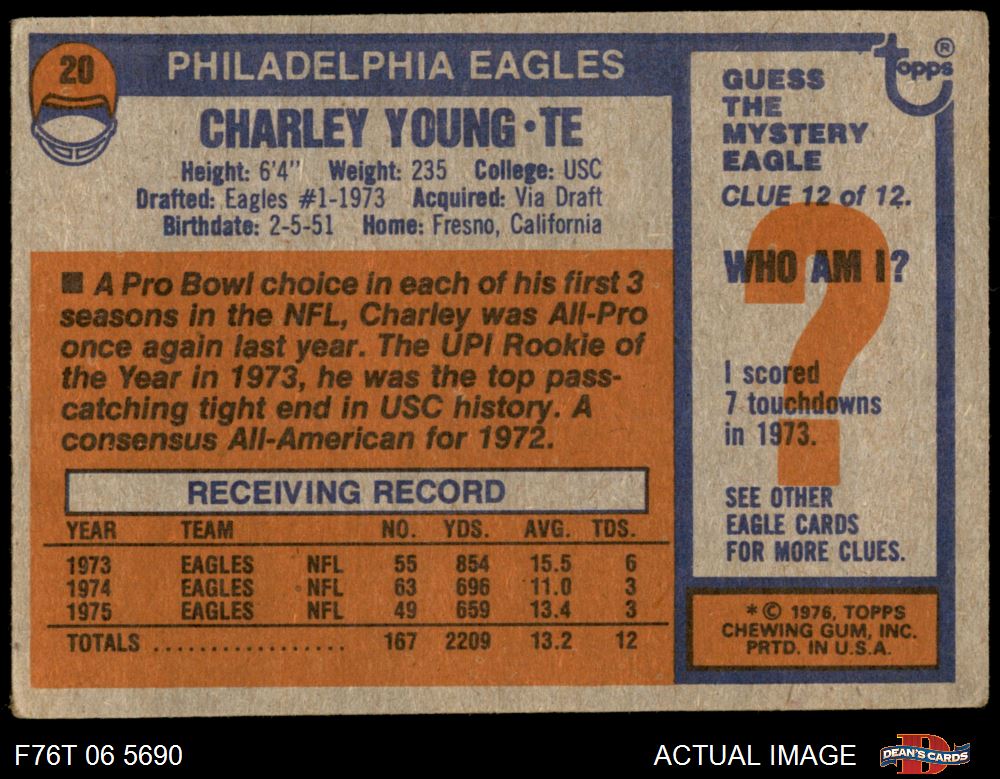 20
PHILADELPHIA EAGLES
CHARLEY YOUNG • TE
Height: 6'4" Weight: 235 College: USC
Drafted: Eagles #1-1973 Acquired: Via Draft
Birthdate: 2-5-51 Home: Fresno, California
■ A Pro Bowl choice in each of his first 3
seasons in the NFL, Charley was All-Pro
once again last year. The UPI Rookie of
the Year in 1973, he was the top pass-
catching tight end in USC history. A
consensus All-American for 1972.
RECEIVING RECORD
YEAR TEAM NO. YDS. AVG. TDS.
1973 EAGLES NFL 55 854 15.5 6
1974 EAGLES NFL 63 696 11.0 3
1975 EAGLES NFL 49 659 13.4 3
TOTALS ................. 167 2209 13.2 12
topps ®
GUESS
THE
MYSTERY
EAGLE
CLUE 12 of 12.
WHO AM I?
?
I scored
7 touchdowns
in 1973.
SEE OTHER
EAGLE CARDS
FOR MORE CLUES.
* © 1976, TOPPS
CHEWING GUM, INC.
PRTD. IN U.S.A.
F76T 06 5690
ACTUAL IMAGE
D
DEAN'S CARDS